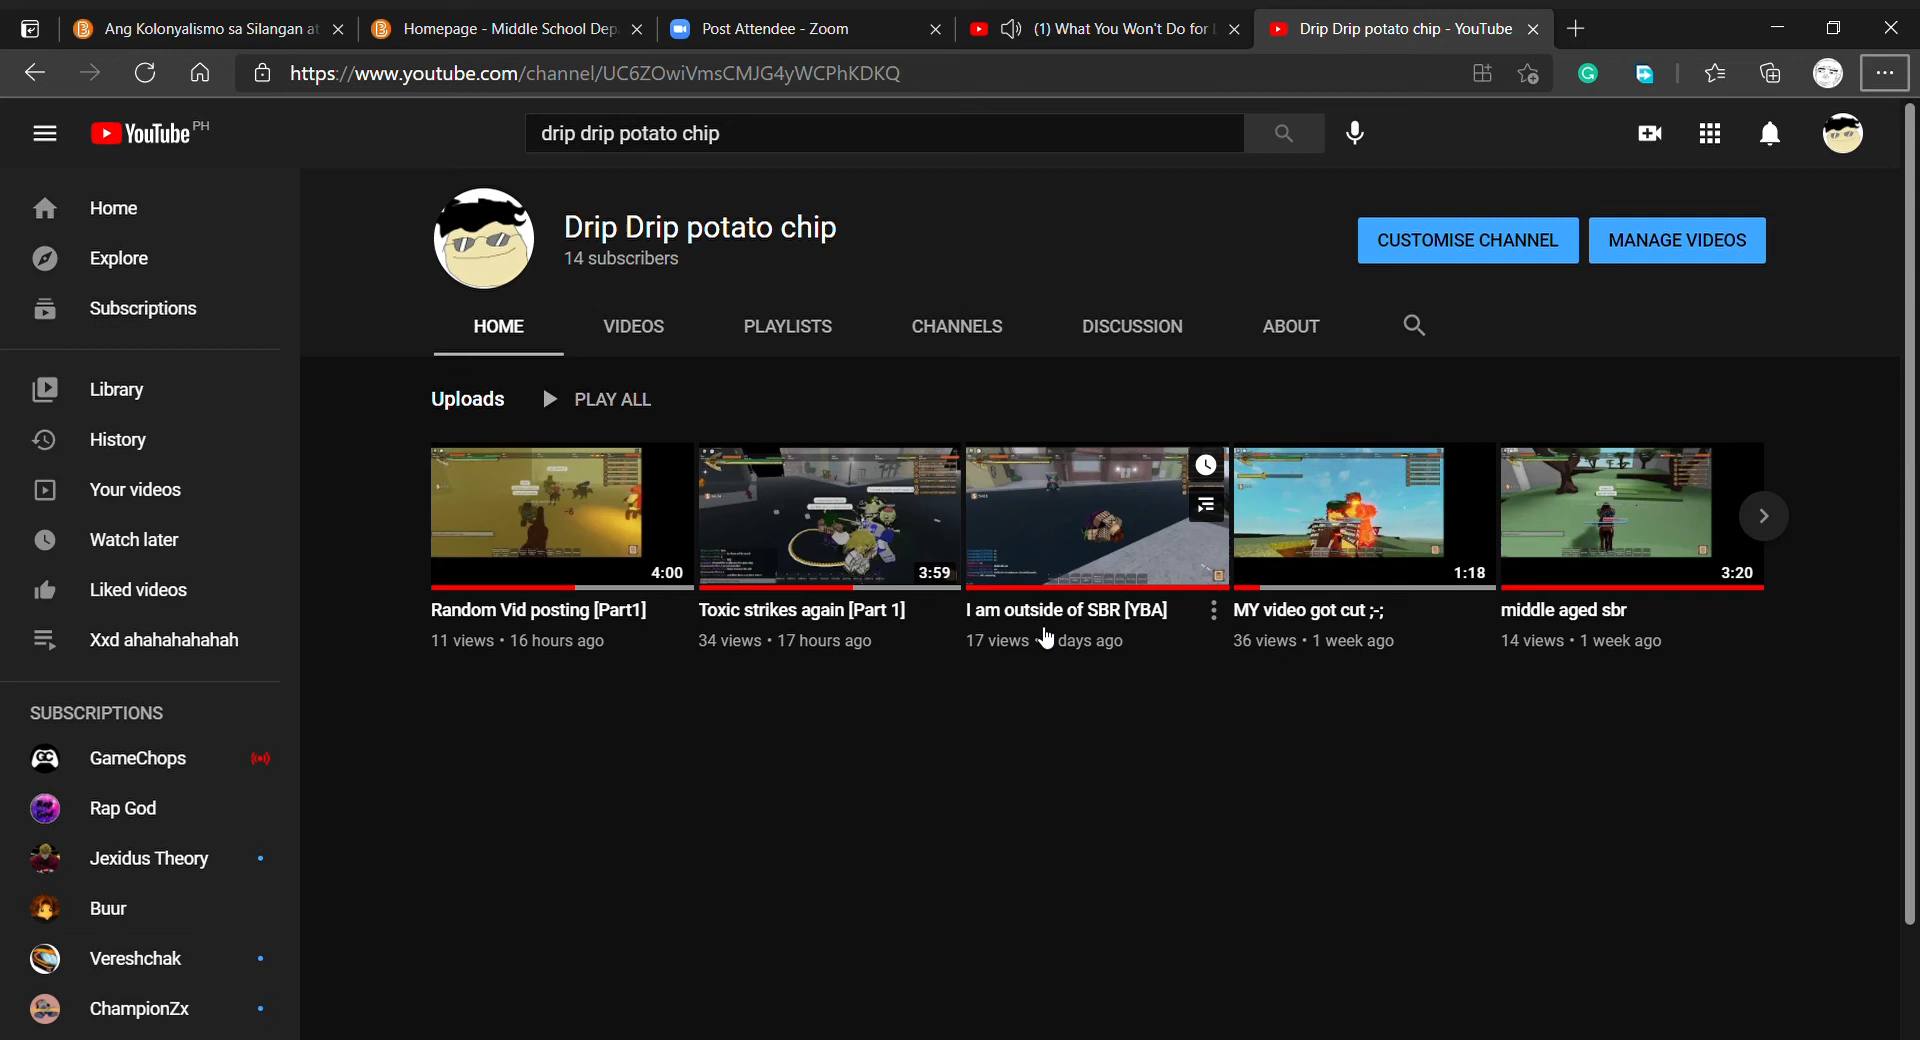 Ang Kolonyalismo sa Silangan at
Homepage - Middle School Dep
Post Attendee - Zoom
(1) What You Won't Do for L
Drip Drip potato chip - YouTube
https://www.youtube.com/channel/UC6ZOwiVmsCMJG4yWCPhKDKQ
YouTube PH
drip drip potato chip
Home
Explore
Subscriptions
Library
History
Your videos
Watch later
Liked videos
Xxd ahahahahahah
SUBSCRIPTIONS
GameChops
Rap God
Jexidus Theory
Buur
Vereshchak
ChampionZx
Drip Drip potato chip
14 subscribers
CUSTOMISE CHANNEL
MANAGE VIDEOS
HOME
VIDEOS
PLAYLISTS
CHANNELS
DISCUSSION
ABOUT
Uploads
PLAY ALL
4:00
Random Vid posting [Part1]
11 views • 16 hours ago
3:59
Toxic strikes again [Part 1]
34 views • 17 hours ago
I am outside of SBR [YBA]
17 views • days ago
1:18
MY video got cut ;-;
36 views • 1 week ago
3:20
middle aged sbr
14 views • 1 week ago